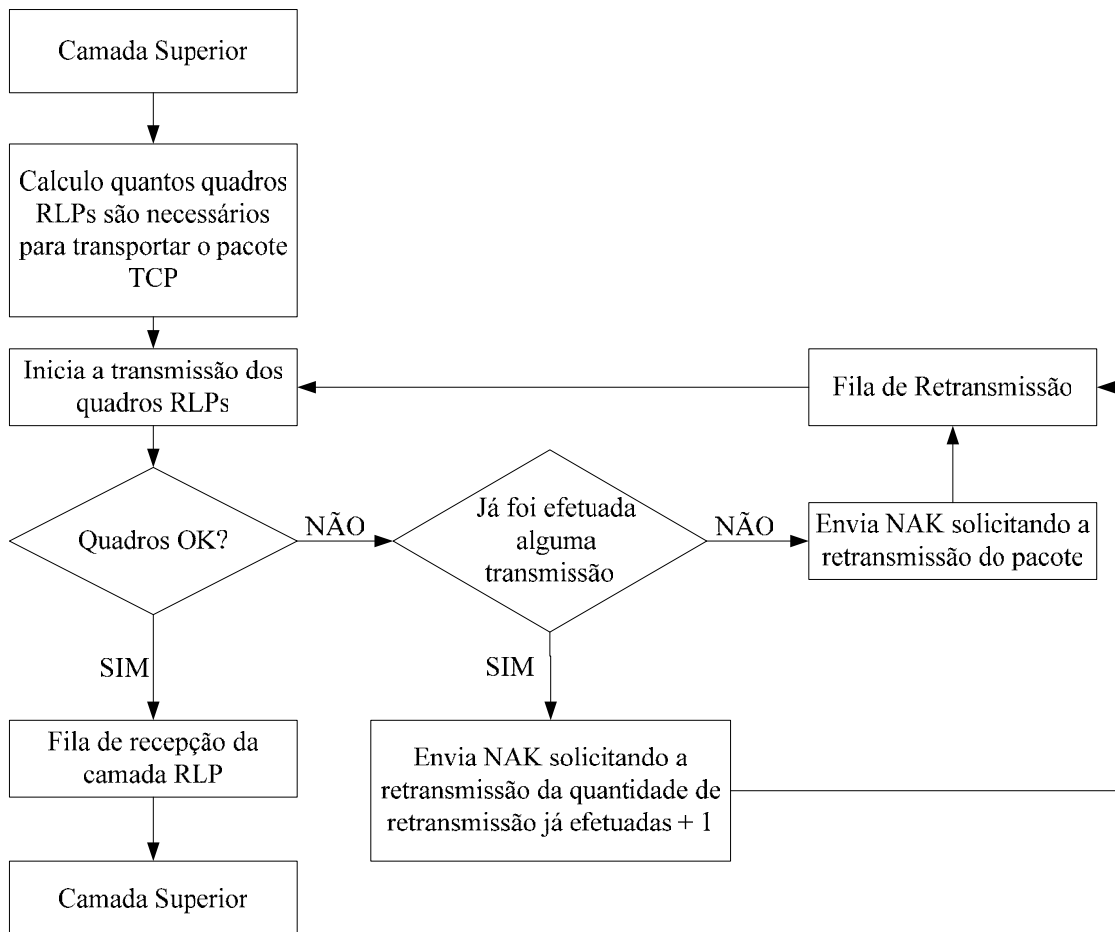 Camada Superior
Calculo quantos quadros
RLPs são necessários
para transportar o pacote
TCP
Inicia a transmissão dos
quadros RLPs
Fila de Retransmissão
Quadros OK?
NÃO
Já foi efetuada
alguma
transmissão
NÃO
Envia NAK solicitando a
retransmissão do pacote
SIM
SIM
Fila de recepção da
camada RLP
Envia NAK solicitando a
retransmissão da quantidade de
retransmissão já efetuadas + 1
Camada Superior